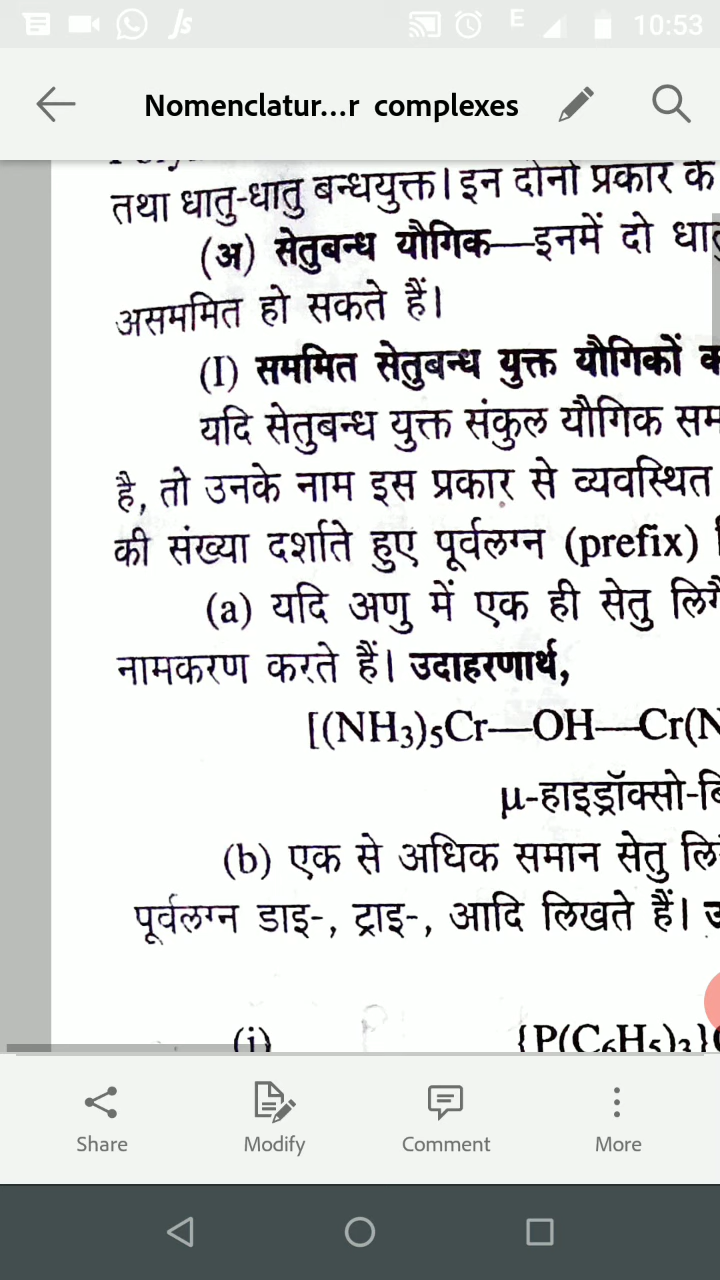 E 10:53
Nomenclatur...r complexes
तथा धातु-धातु बन्धयुक्त। इन दोनों प्रकार के
(अ) सेतुबन्ध यौगिक—इनमें दो
असममित हो सकते हैं।
(I) सममित सेतुबन्ध युक्त यौगिकों
यदि सेतुबन्ध युक्त संकुल यौगिक
है, तो उनके नाम इस प्रकार से व्यवस्थित
की संख्या दर्शाते हुए पूर्वलग्न (prefix)
(a) यदि अणु में एक ही सेतु
नामकरण करते हैं। उदाहरणार्थ,
[(NH₃)₅Cr—OH—Cr(N
μ-हाइड्रॉक्सो-
(b) एक से अधिक समान सेतु
पूर्वलग्न डाइ-, ट्राइ-, आदि लिखते हैं।
(i) {P(C₆H₅)₃}
Share Modify Comment More